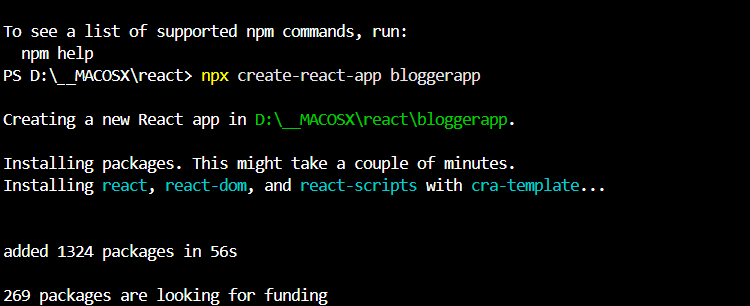 To see a list of supported npm commands, run:
  npm help
PS D:\__MACOSX\react> npx create-react-app bloggerapp
Creating a new React app in D:\__MACOSX\react\bloggerapp.
Installing packages. This might take a couple of minutes.
Installing react, react-dom, and react-scripts with cra-template...
added 1324 packages in 56s
269 packages are looking for funding